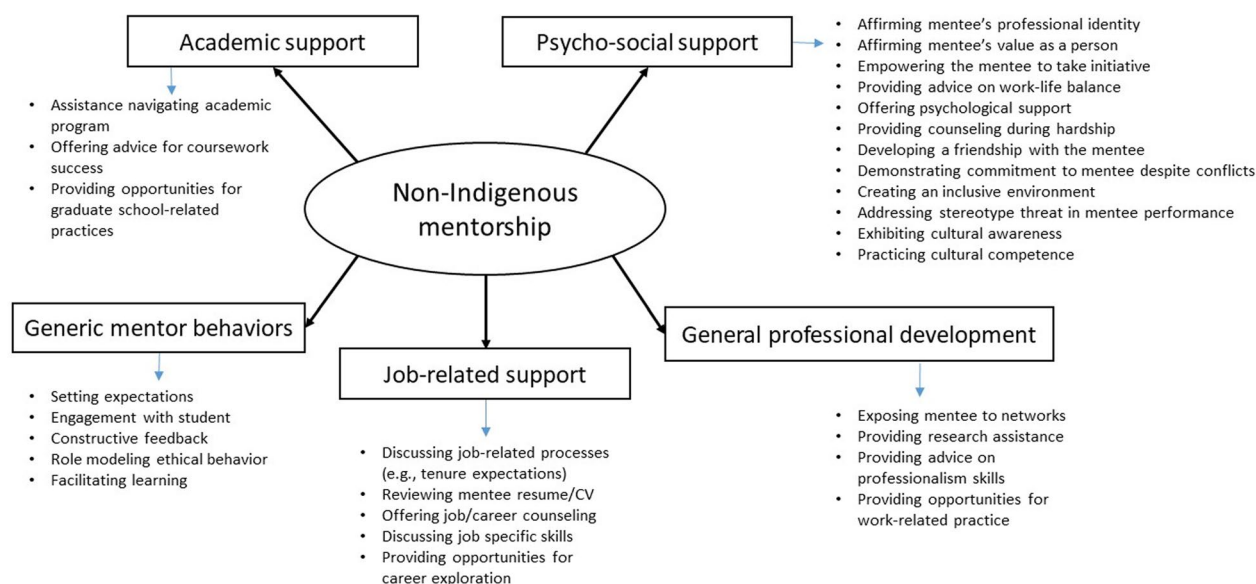 Academic support
• Assistance navigating academic
program
• Offering advice for coursework
success
• Providing opportunities for
graduate school-related
practices
Psycho-social support
• Affirming mentee’s professional identity
• Affirming mentee’s value as a person
• Empowering the mentee to take initiative
• Providing advice on work-life balance
• Offering psychological support
• Providing counseling during hardship
• Developing a friendship with the mentee
• Demonstrating commitment to mentee despite conflicts
• Creating an inclusive environment
• Addressing stereotype threat in mentee performance
• Exhibiting cultural awareness
• Practicing cultural competence
Non-Indigenous
mentorship
Generic mentor behaviors
• Setting expectations
• Engagement with student
• Constructive feedback
• Role modeling ethical behavior
• Facilitating learning
Job-related support
• Discussing job-related processes
(e.g., tenure expectations)
• Reviewing mentee resume/CV
• Offering job/career counseling
• Discussing job specific skills
• Providing opportunities for
career exploration
General professional development
• Exposing mentee to networks
• Providing research assistance
• Providing advice on
professionalism skills
• Providing opportunities for
work-related practice